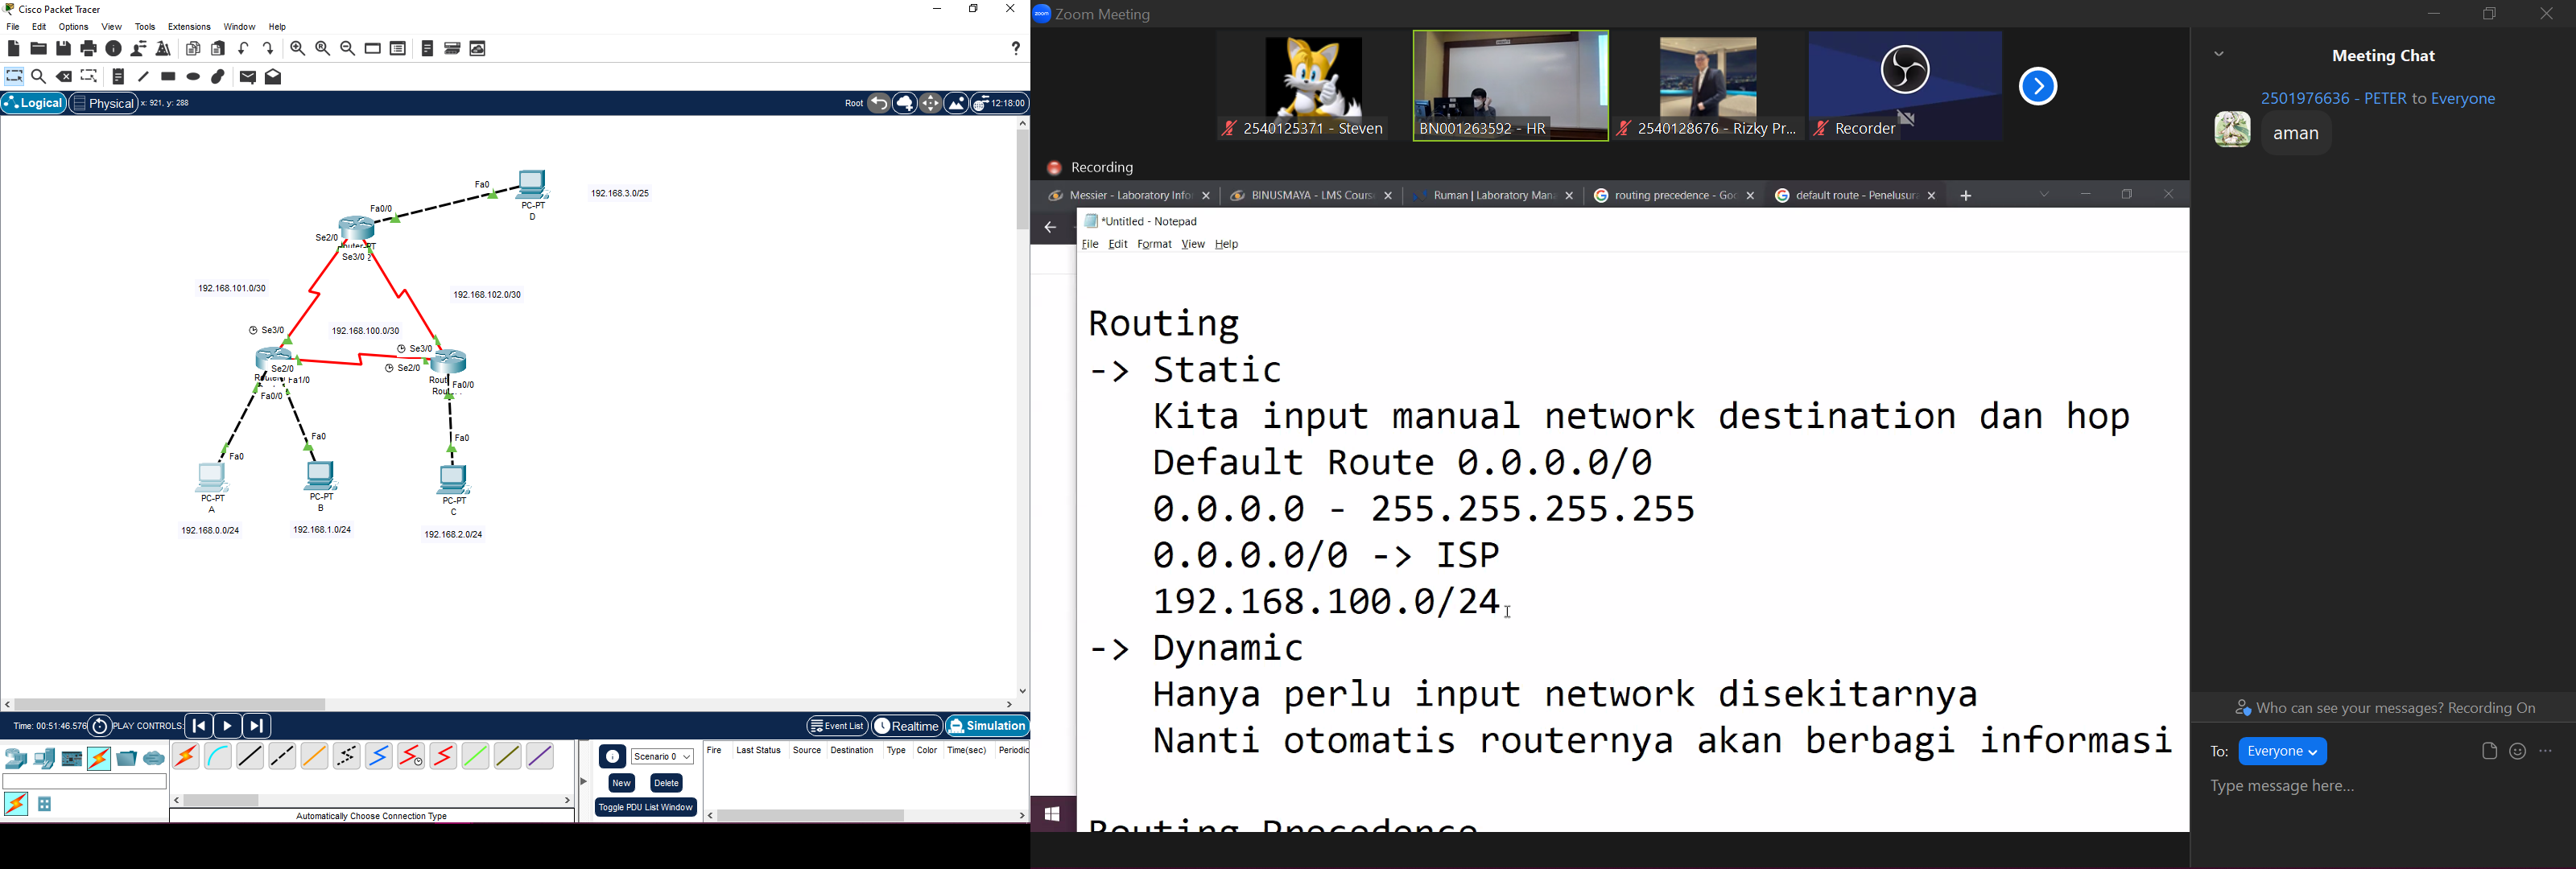 Cisco Packet Tracer
File Edit Options View Tools Extensions Window Help
Logical Physical x: 921, y: 288 Root 12:18:00
Fa0
PC-PT
D
192.168.3.0/25
Fa0/0
Se2/0
Se3/0 2
192.168.101.0/30
192.168.102.0/30
Se3/0
192.168.100.0/30
Se3/0
Se2/0
Se2/0
Fa1/0
Fa0/0
Fa0/0
Fa0
Fa0
Fa0
PC-PT
A
PC-PT
B
PC-PT
C
192.168.0.0/24
192.168.1.0/24
192.168.2.0/24
Time: 00:51:46.576 PLAY CONTROLS: Event List Realtime Simulation
Scenario 0
New Delete
Toggle PDU List Window
Fire Last Status Source Destination Type Color Time(sec) Periodic
Automatically Choose Connection Type
zoom Zoom Meeting
2540125371 - Steven
BN001263592 - HR
2540128676 - Rizky Pr...
Recorder
Recording
Messier - Laboratory Info
BINUSMAYA - LMS Course
Ruman | Laboratory Mana
routing precedence - Goo
default route - Penelusura
*Untitled - Notepad
File Edit Format View Help
Routing
-> Static
Kita input manual network destination dan hop
Default Route 0.0.0.0/0
0.0.0.0 - 255.255.255.255
0.0.0.0/0 -> ISP
192.168.100.0/24
-> Dynamic
Hanya perlu input network disekitarnya
Nanti otomatis routernya akan berbagi informasi
Routing Precedence
Meeting Chat
2501976636 - PETER to Everyone
aman
Who can see your messages? Recording On
To: Everyone
Type message here...